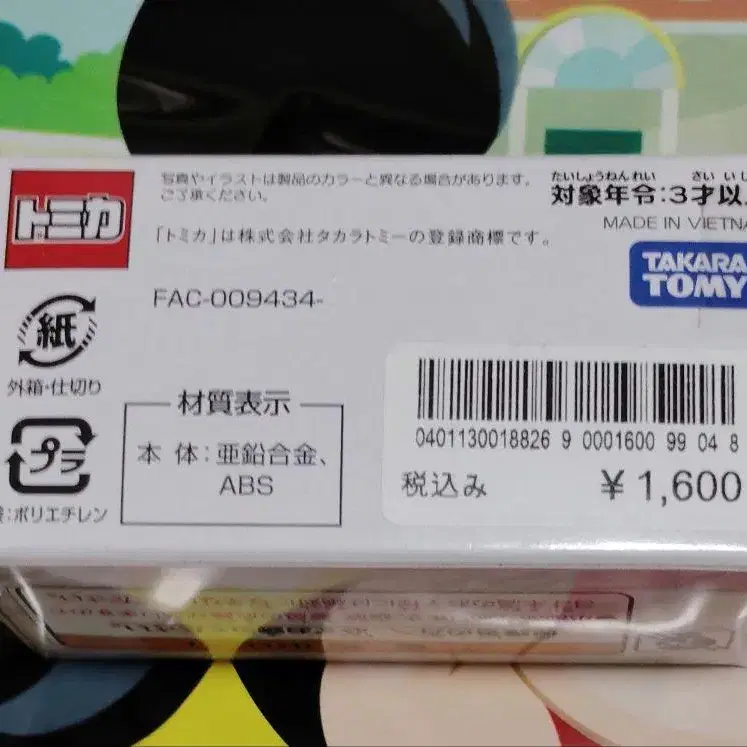 トミカ
写真やイラストは製品のカラーと異なる場合があります。
ご了承ください。
「トミカ」は株式会社タカラトミーの登録商標です。
たいしょうねんれい さい いじ
対象年令:3才以
MADE IN VIETNA
TAKARA
TOMY
FAC-009434-
紙
外箱・仕切り
プラ
:ポリエチレン
材質表示
本 体:亜鉛合金、
ABS
0401130018826 9 0001600 99 04 8
税込み ¥1,600